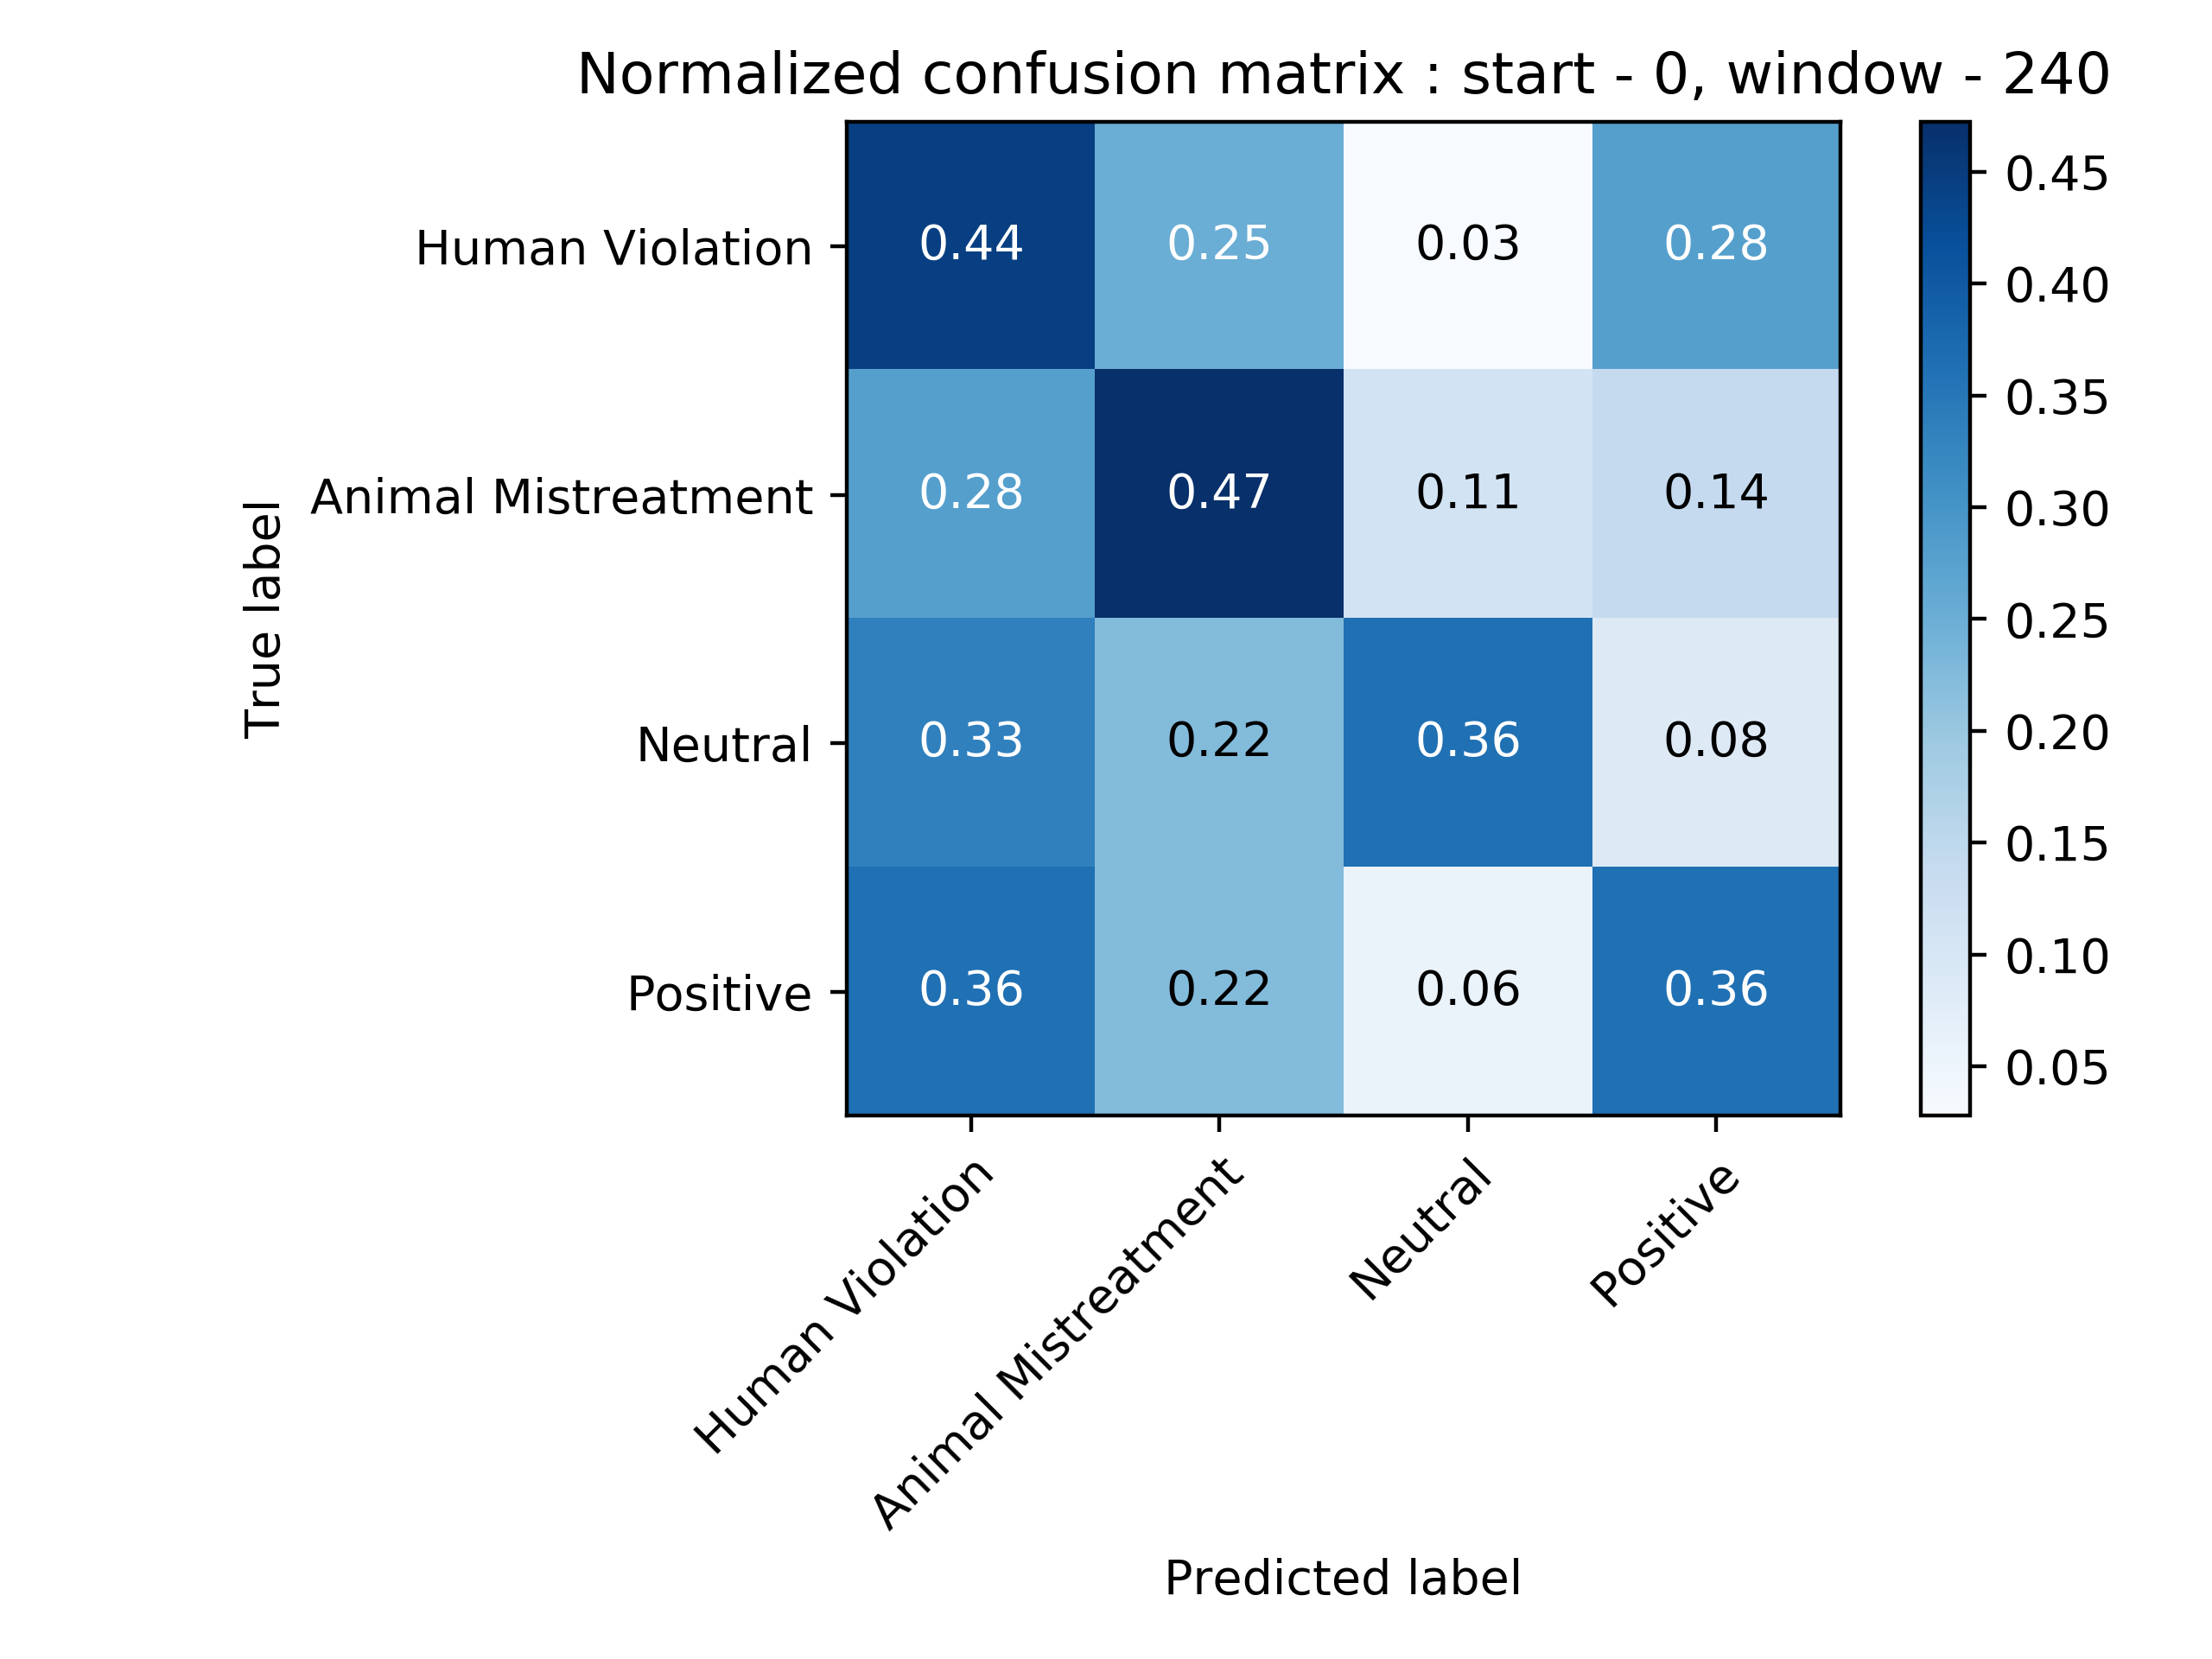 Normalized confusion matrix : start - 0, window - 240
True label
Human Violation 0.44 0.25 0.03 0.28
Animal Mistreatment 0.28 0.47 0.11 0.14
Neutral 0.33 0.22 0.36 0.08
Positive 0.36 0.22 0.06 0.36
Human Violation
Animal Mistreatment
Neutral
Positive
Predicted label
0.45
0.40
0.35
0.30
0.25
0.20
0.15
0.10
0.05